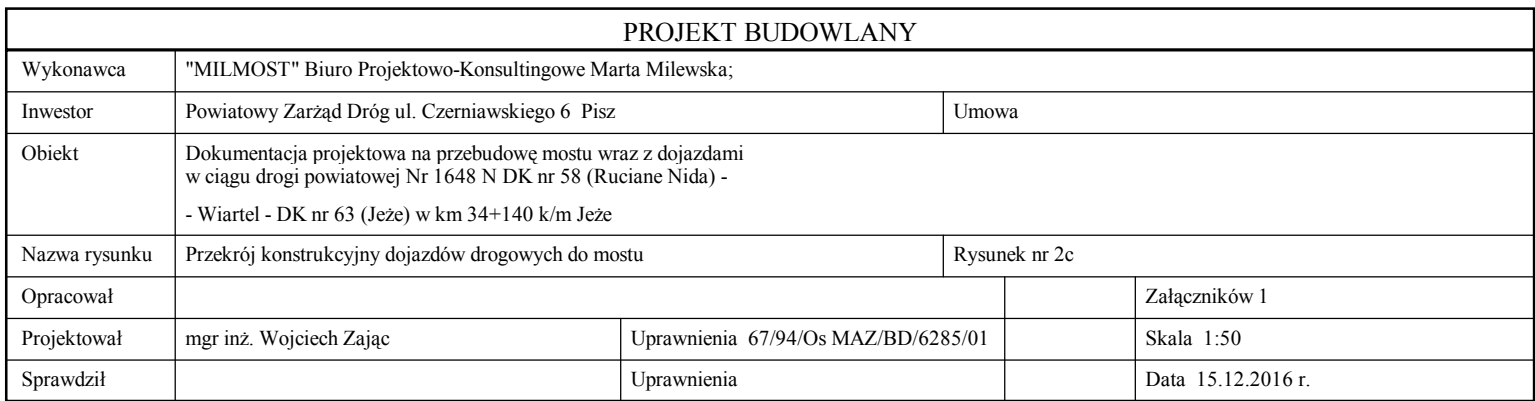 PROJEKT BUDOWLANY
Wykonawca "MILMOST" Biuro Projektowo-Konsultingowe Marta Milewska;
Inwestor Powiatowy Zarżąd Dróg ul. Czerniawskiego 6 Pisz Umowa
Obiekt Dokumentacja projektowa na przebudowę mostu wraz z dojazdami
w ciągu drogi powiatowej Nr 1648 N DK nr 58 (Ruciane Nida) -
- Wiartel - DK nr 63 (Jeże) w km 34+140 k/m Jeże
Nazwa rysunku Przekrój konstrukcyjny dojazdów drogowych do mostu Rysunek nr 2c
Opracował Załączników 1
Projektował mgr inż. Wojciech Zając Uprawnienia 67/94/Os MAZ/BD/6285/01 Skala 1:50
Sprawdził Uprawnienia Data 15.12.2016 r.